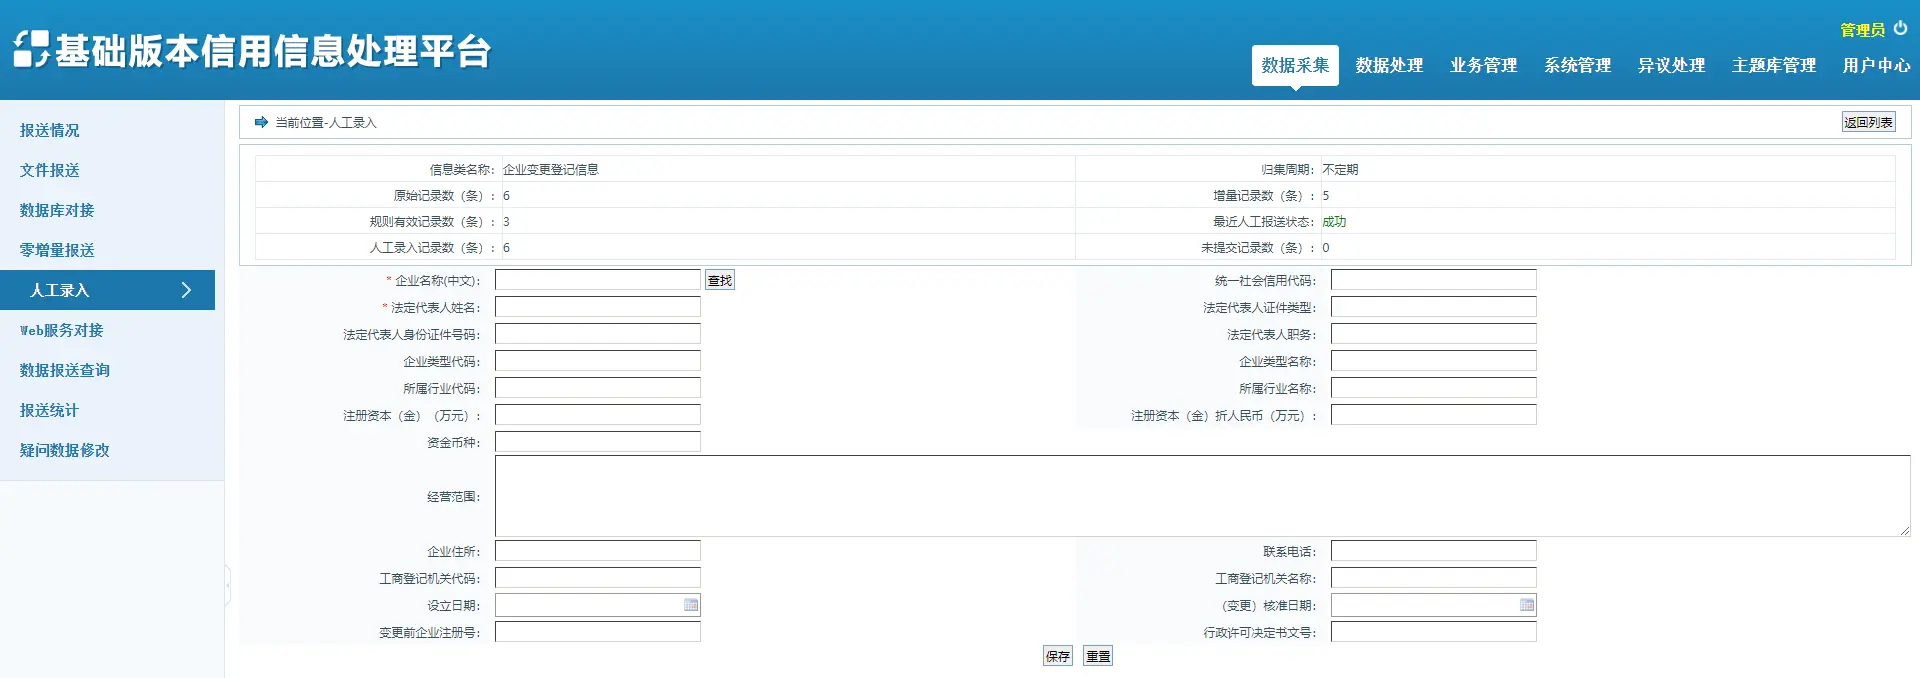 基础版本信用信息处理平台
管理员
数据采集 数据处理 业务管理 系统管理 异议处理 主题库管理 用户中心
报送情况
文件报送
数据库对接
零增量报送
人工录入
Web服务对接
数据报送查询
报送统计
疑问数据修改
当前位置-人工录入 返回列表
信息类名称: 企业变更登记信息 归集周期: 不定期
原始记录数（条）: 6 增量记录数（条）: 5
规则有效记录数（条）: 3 最近人工报送状态: 成功
人工录入记录数（条）: 6 未提交记录数（条）: 0
* 企业名称(中文): 查找 统一社会信用代码:
* 法定代表人姓名: 法定代表人证件类型:
法定代表人身份证件号码: 法定代表人职务:
企业类型代码: 企业类型名称:
所属行业代码: 所属行业名称:
注册资本（金）（万元）: 注册资本（金）折人民币（万元）:
资金币种:
经营范围:
企业住所: 联系电话:
工商登记机关代码: 工商登记机关名称:
设立日期: （变更）核准日期:
变更前企业注册号: 行政许可决定书文号:
保存 重置